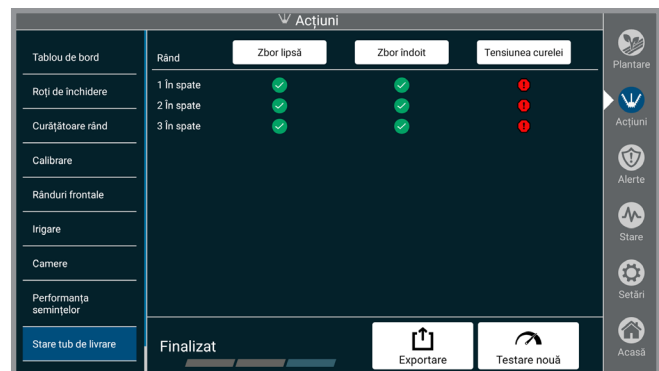 Acțiuni
Tablou de bord
Roți de închidere
Curățătoare rând
Calibrare
Rânduri frontale
Irigare
Camere
Performanța
semințelor
Stare tub de livrare
Rând
Zbor lipsă
Zbor îndoit
Tensiunea curelei
1 În spate
2 În spate
3 În spate
Finalizat
Exportare
Testare nouă
Plantare
Acțiuni
Alerte
Stare
Setări
Acasă